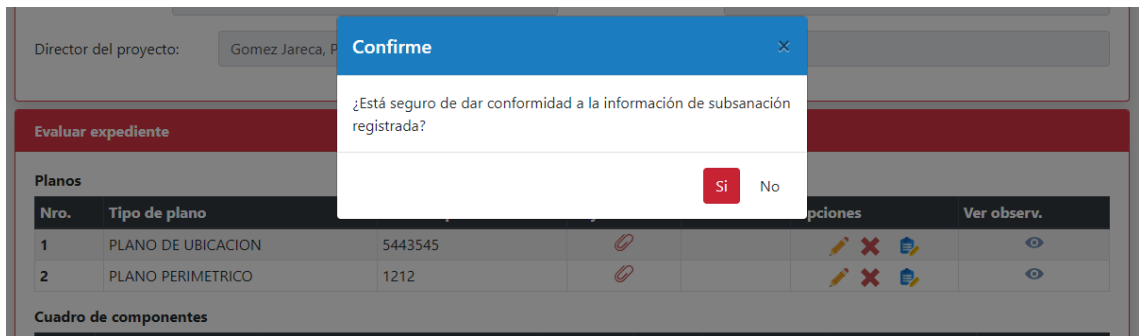 Confirme
×
Director del proyecto:
Gomez Jareca, P
¿Está seguro de dar conformidad a la información de subsanación
registrada?
Si No
Evaluar expediente
Planos
Nro. Tipo de plano pciones Ver observ.
1 PLANO DE UBICACION 5443545
2 PLANO PERIMETRICO 1212
Cuadro de componentes